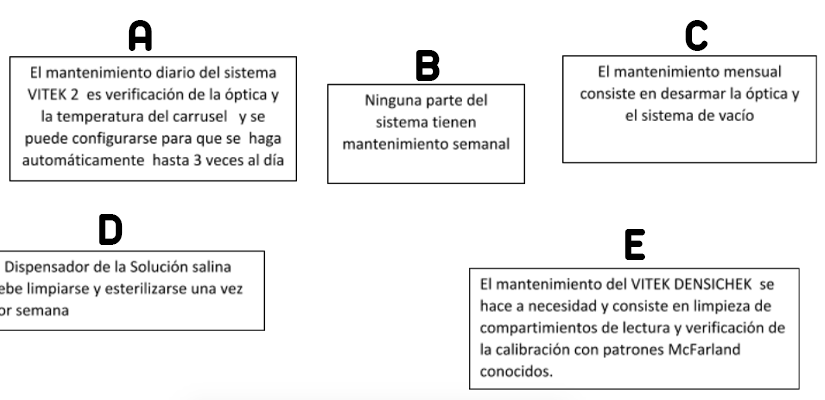 A
El mantenimiento diario del sistema
VITEK 2 es verificación de la óptica y
la temperatura del carrusel y se
puede configurarse para que se haga
automáticamente hasta 3 veces al día
B
Ninguna parte del
sistema tienen
mantenimiento semanal
C
El mantenimiento mensual
consiste en desarmar la óptica y
el sistema de vacío
D
Dispensador de la Solución salina
ebe limpiarse y esterilizarse una vez
or semana
E
El mantenimiento del VITEK DENSICHEK se
hace a necesidad y consiste en limpieza de
compartimientos de lectura y verificación de
la calibración con patrones McFarland
conocidos.